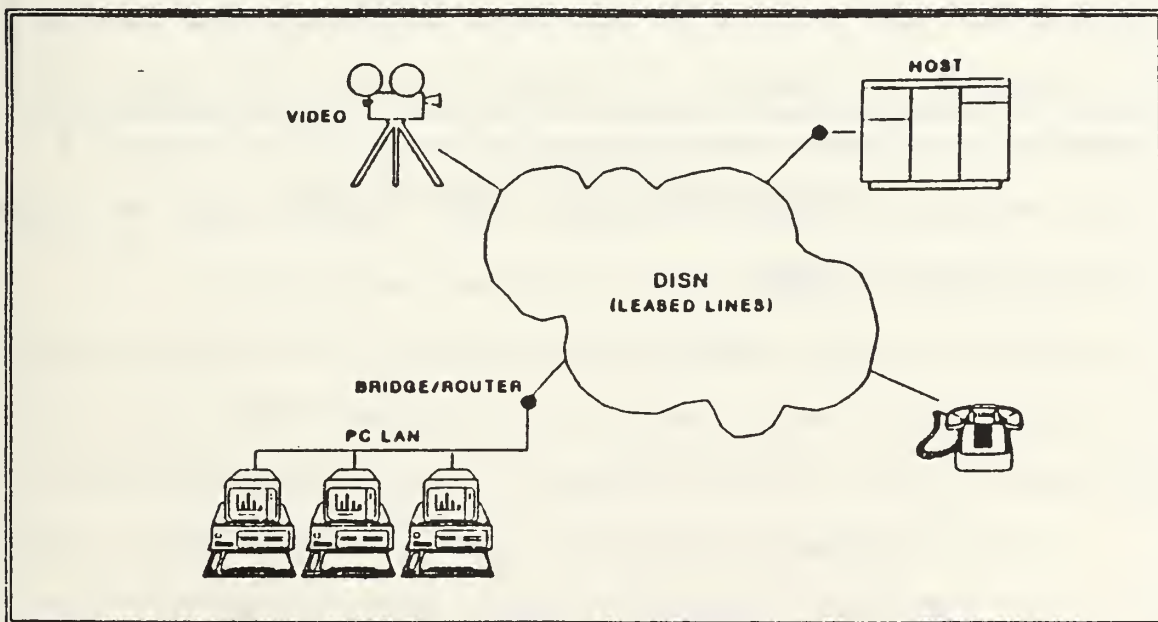 HOST
VIDEO
DISN
(LEASED LINES)
BRIDGE/ROUTER
PC LAN